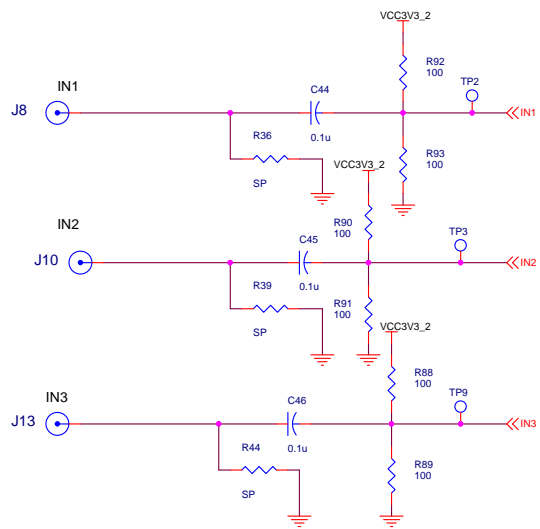 VCC3V3_2
R92
100
IN1
C44
TP2
J8
IN1
R36
0.1u
R93
100
SP
VCC3V3_2
IN2
R90
100
C45
TP3
J10
IN2
R39
0.1u
R91
100
SP
VCC3V3_2
R88
100
IN3
C46
TP9
J13
IN3
R44
0.1u
R89
100
SP